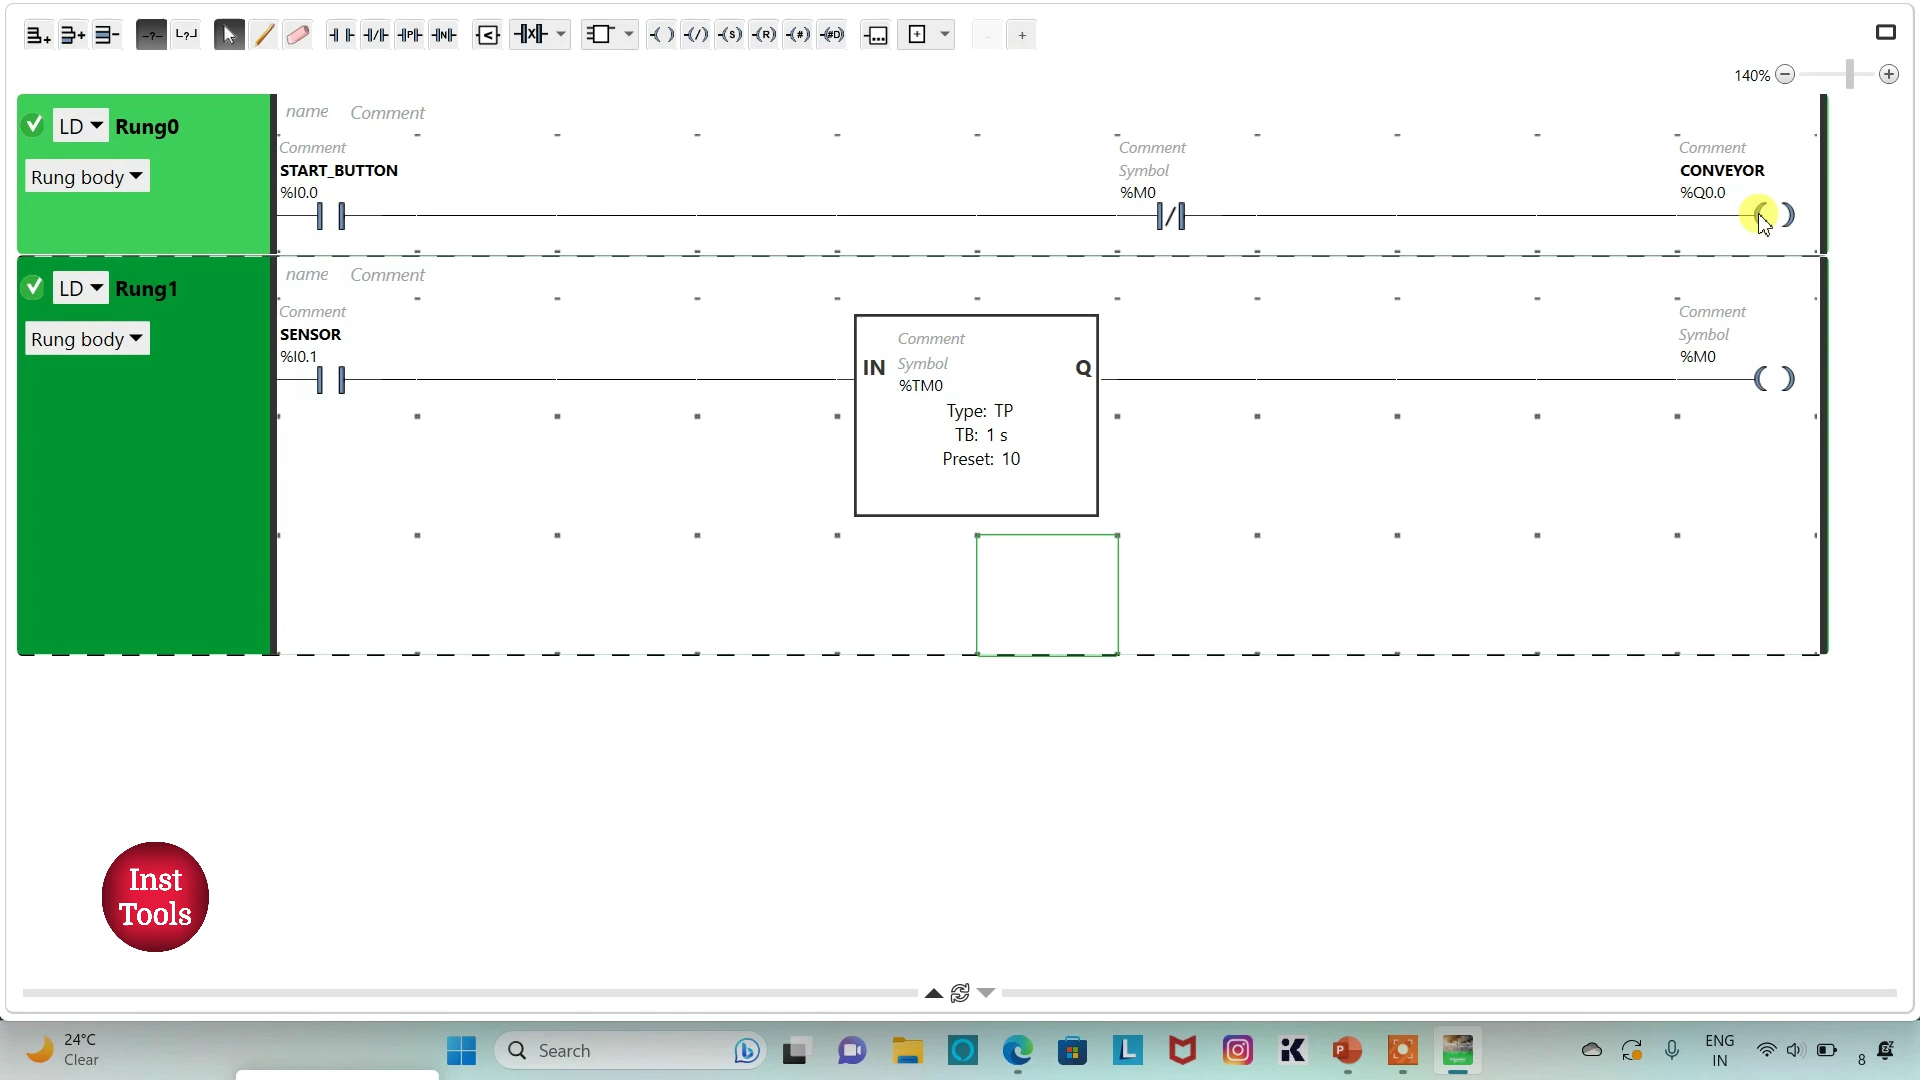 140%
LD Rung0
name Comment
Rung body
Comment
START_BUTTON
%I0.0
Comment
Symbol
%M0
Comment
CONVEYOR
%Q0.0
LD Rung1
name Comment
Rung body
Comment
SENSOR
%I0.1
IN
Comment
Symbol
%TM0
Q
Type: TP
TB: 1 s
Preset: 10
Comment
Symbol
%M0
Inst
Tools
24°C
Clear
Search
ENG
IN
8